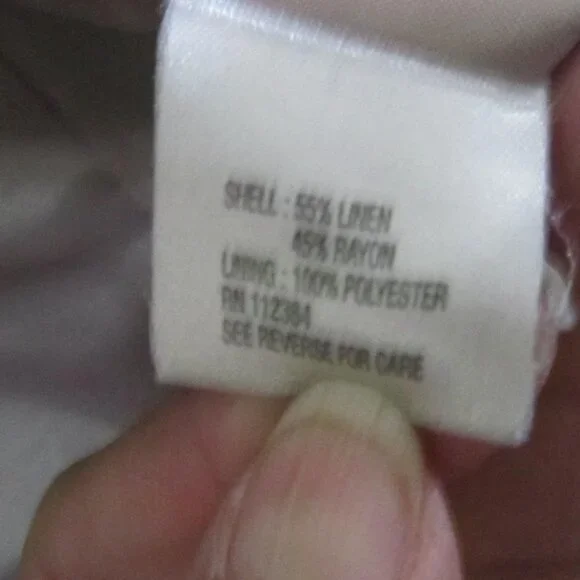 SHELL : 55% LINEN
45% RAYON
LINING : 100% POLYESTER
RN 112384
SEE REVERSE FOR CARE